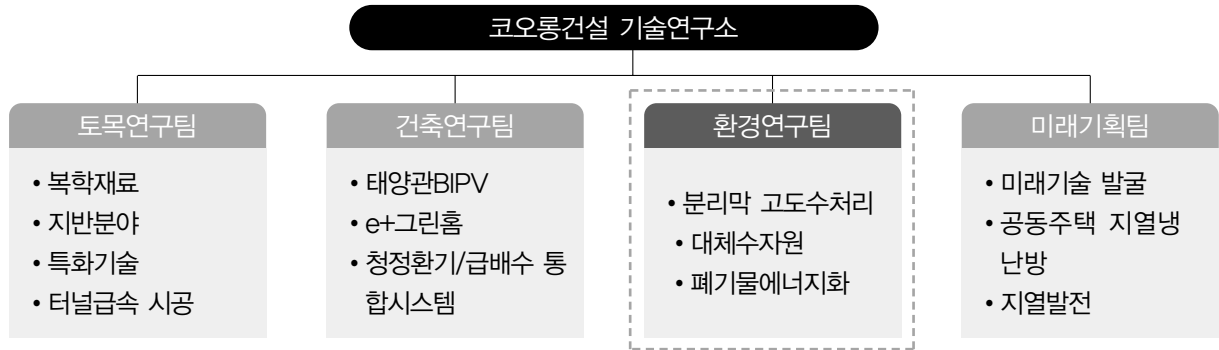 코오롱건설 기술연구소
토목연구팀
• 복학재료
• 지반분야
• 특화기술
• 터널급속 시공
건축연구팀
• 태양관BIPV
• e+그린홈
• 청정환기/급배수 통
합시스템
환경연구팀
• 분리막 고도수처리
• 대체수자원
• 폐기물에너지화
미래기획팀
• 미래기술 발굴
• 공동주택 지열냉
난방
• 지열발전